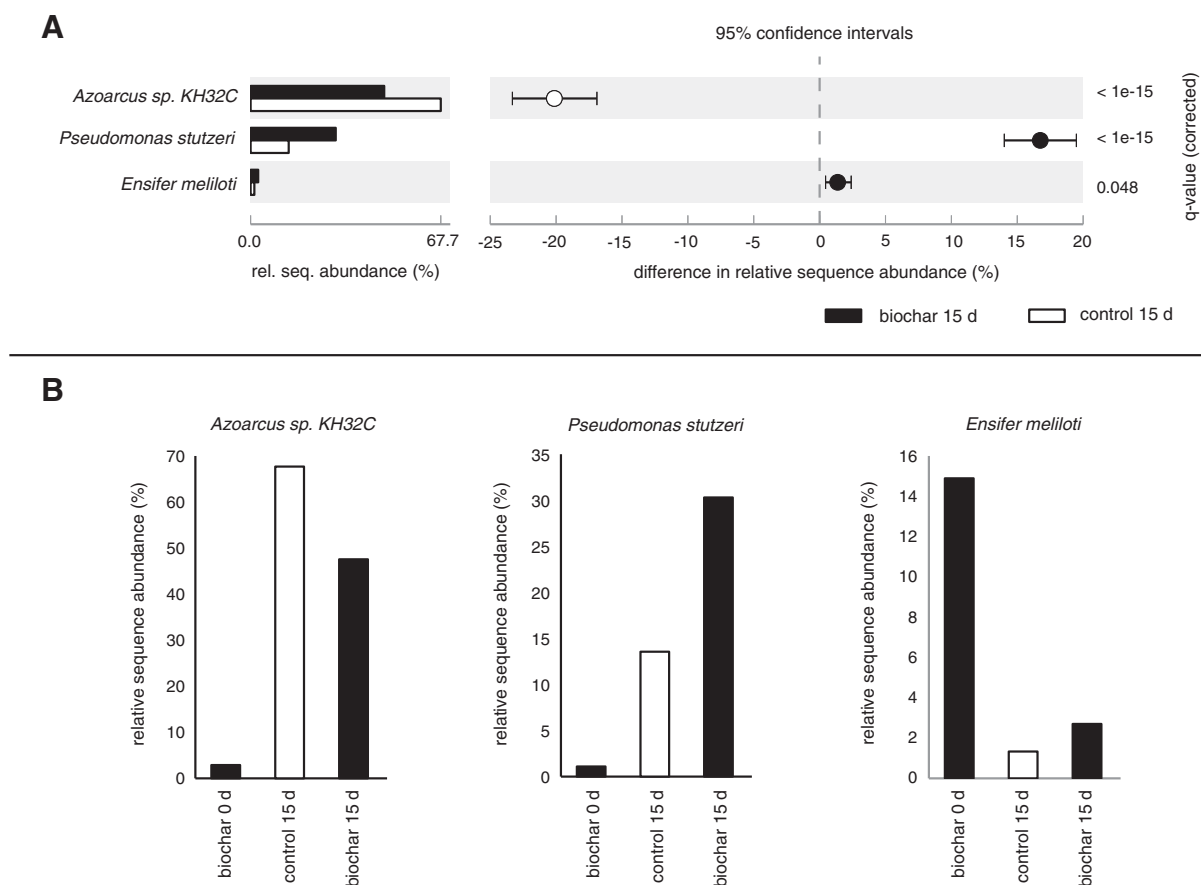 A
95% confidence intervals
Azoarcus sp. KH32C
< 1e-15
Pseudomonas stutzeri
< 1e-15
Ensifer meliloti
0.048
q-value (corrected)
0.0 67.7
-25 -20 -15 -10 -5 0 5 10 15 20
rel. seq. abundance (%)
difference in relative sequence abundance (%)
biochar 15 d control 15 d
B
Azoarcus sp. KH32C
relative sequence abundance (%)
70
60
50
40
30
20
10
0
biochar 0 d
control 15 d
biochar 15 d
Pseudomonas stutzeri
relative sequence abundance (%)
35
30
25
20
15
10
5
0
biochar 0 d
control 15 d
biochar 15 d
Ensifer meliloti
relative sequence abundance (%)
16
14
12
10
8
6
4
2
0
biochar 0 d
control 15 d
biochar 15 d